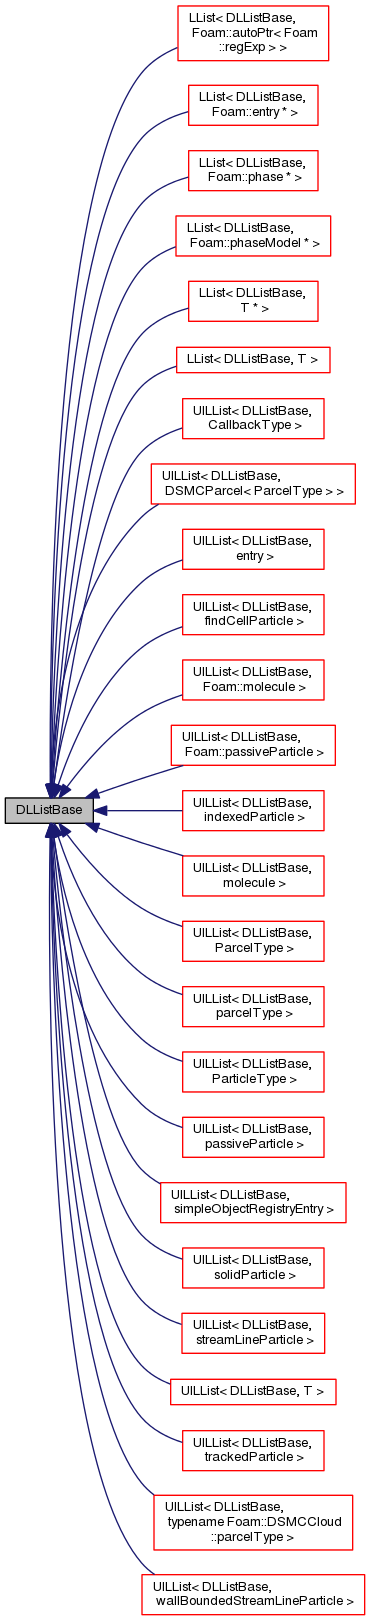 LList< DLListBase,
Foam::autoPtr< Foam
::regExp > >
LList< DLListBase,
Foam::entry * >
LList< DLListBase,
Foam::phase * >
LList< DLListBase,
Foam::phaseModel * >
LList< DLListBase,
T * >
LList< DLListBase, T >
UILList< DLListBase,
CallbackType >
UILList< DLListBase,
DSMCParcel< ParcelType > >
UILList< DLListBase,
entry >
UILList< DLListBase,
findCellParticle >
UILList< DLListBase,
Foam::molecule >
UILList< DLListBase,
Foam::passiveParticle >
DLListBase
UILList< DLListBase,
indexedParticle >
UILList< DLListBase,
molecule >
UILList< DLListBase,
ParcelType >
UILList< DLListBase,
parcelType >
UILList< DLListBase,
ParticleType >
UILList< DLListBase,
passiveParticle >
UILList< DLListBase,
simpleObjectRegistryEntry >
UILList< DLListBase,
solidParticle >
UILList< DLListBase,
streamLineParticle >
UILList< DLListBase, T >
UILList< DLListBase,
trackedParticle >
UILList< DLListBase,
typename Foam::DSMCCloud
::parcelType >
UILList< DLListBase,
wallBoundedStreamLineParticle >